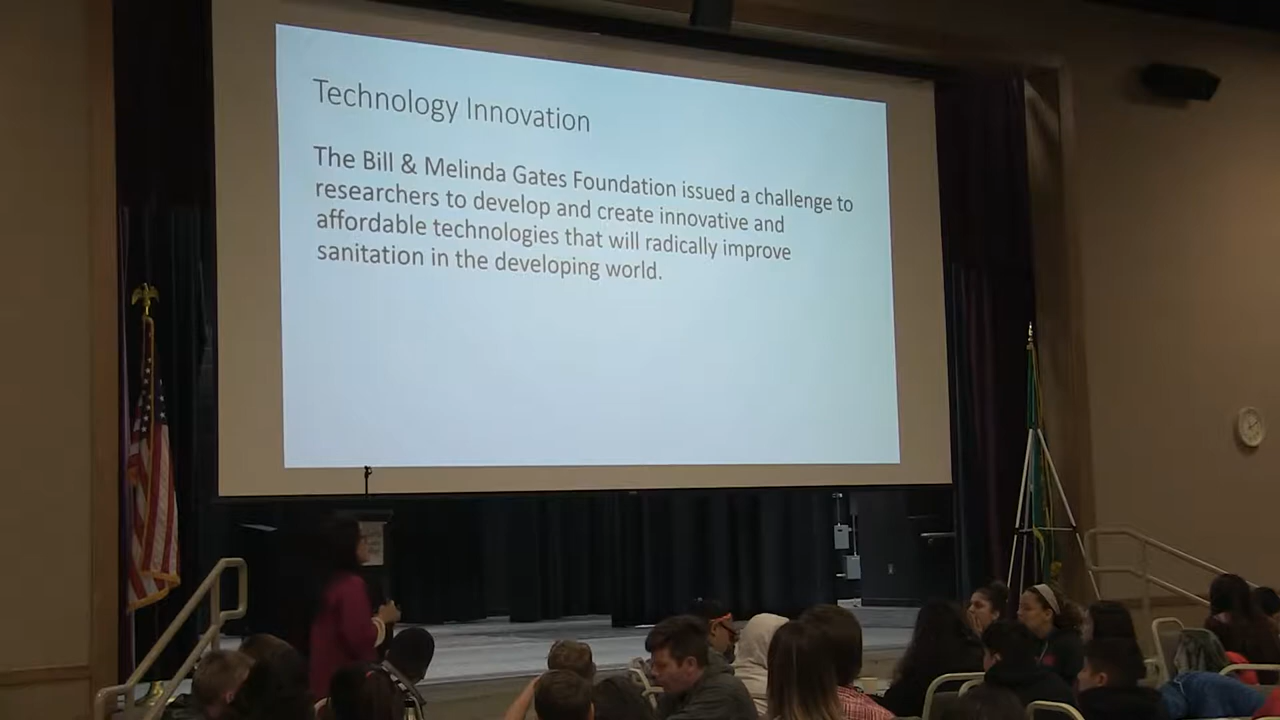 Technology Innovation
The Bill & Melinda Gates Foundation issued a challenge to
researchers to develop and create innovative and
affordable technologies that will radically improve
sanitation in the developing world.